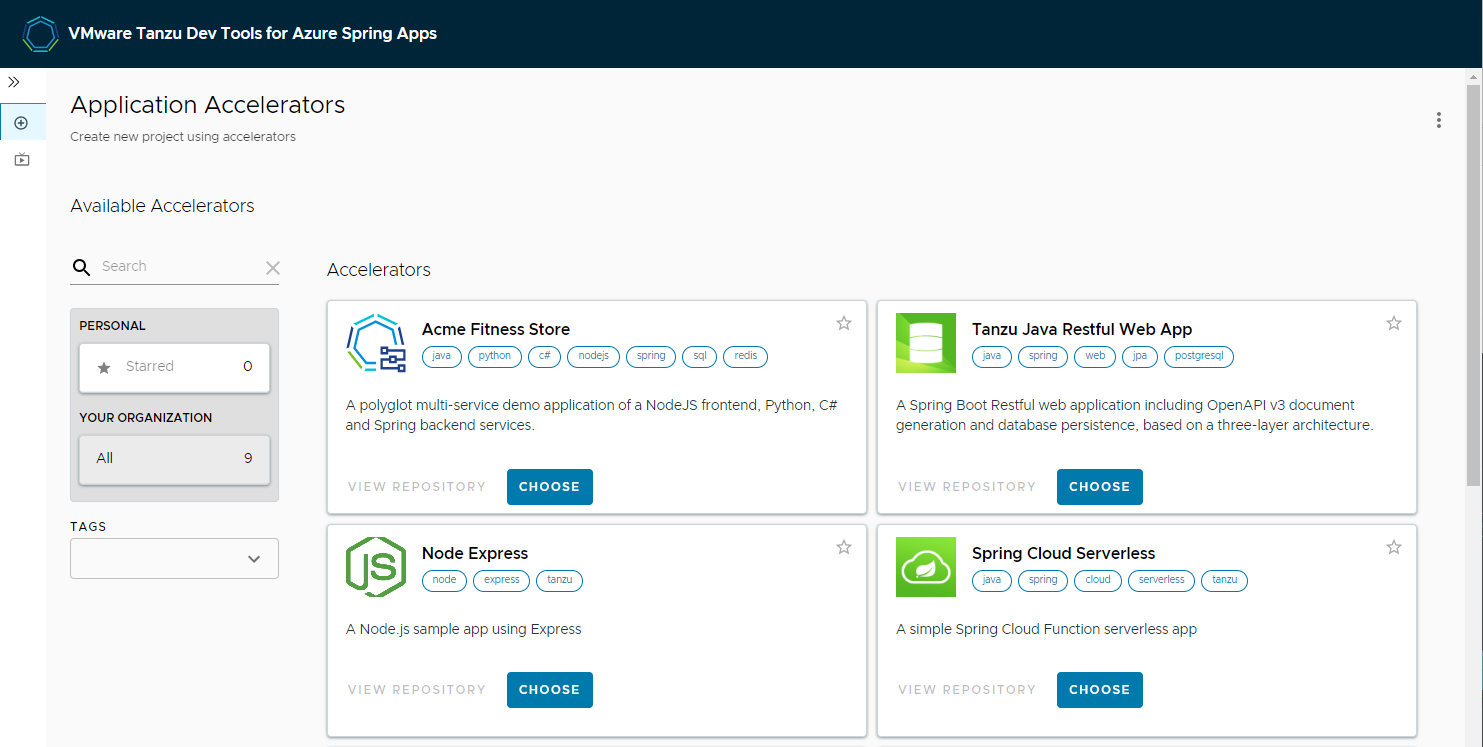 VMware Tanzu Dev Tools for Azure Spring Apps
Application Accelerators
Create new project using accelerators
Available Accelerators
Search
PERSONAL
Starred 0
YOUR ORGANIZATION
All 9
TAGS
Accelerators
Acme Fitness Store
java python c# nodejs spring sql redis
A polyglot multi-service demo application of a NodeJS frontend, Python, C#
and Spring backend services.
VIEW REPOSITORY CHOOSE
Tanzu Java Restful Web App
java spring web jpa postgresql
A Spring Boot Restful web application including OpenAPI v3 document
generation and database persistence, based on a three-layer architecture.
VIEW REPOSITORY CHOOSE
JS
Node Express
node express tanzu
A Node.js sample app using Express
VIEW REPOSITORY CHOOSE
Spring Cloud Serverless
java spring cloud serverless tanzu
A simple Spring Cloud Function serverless app
VIEW REPOSITORY CHOOSE